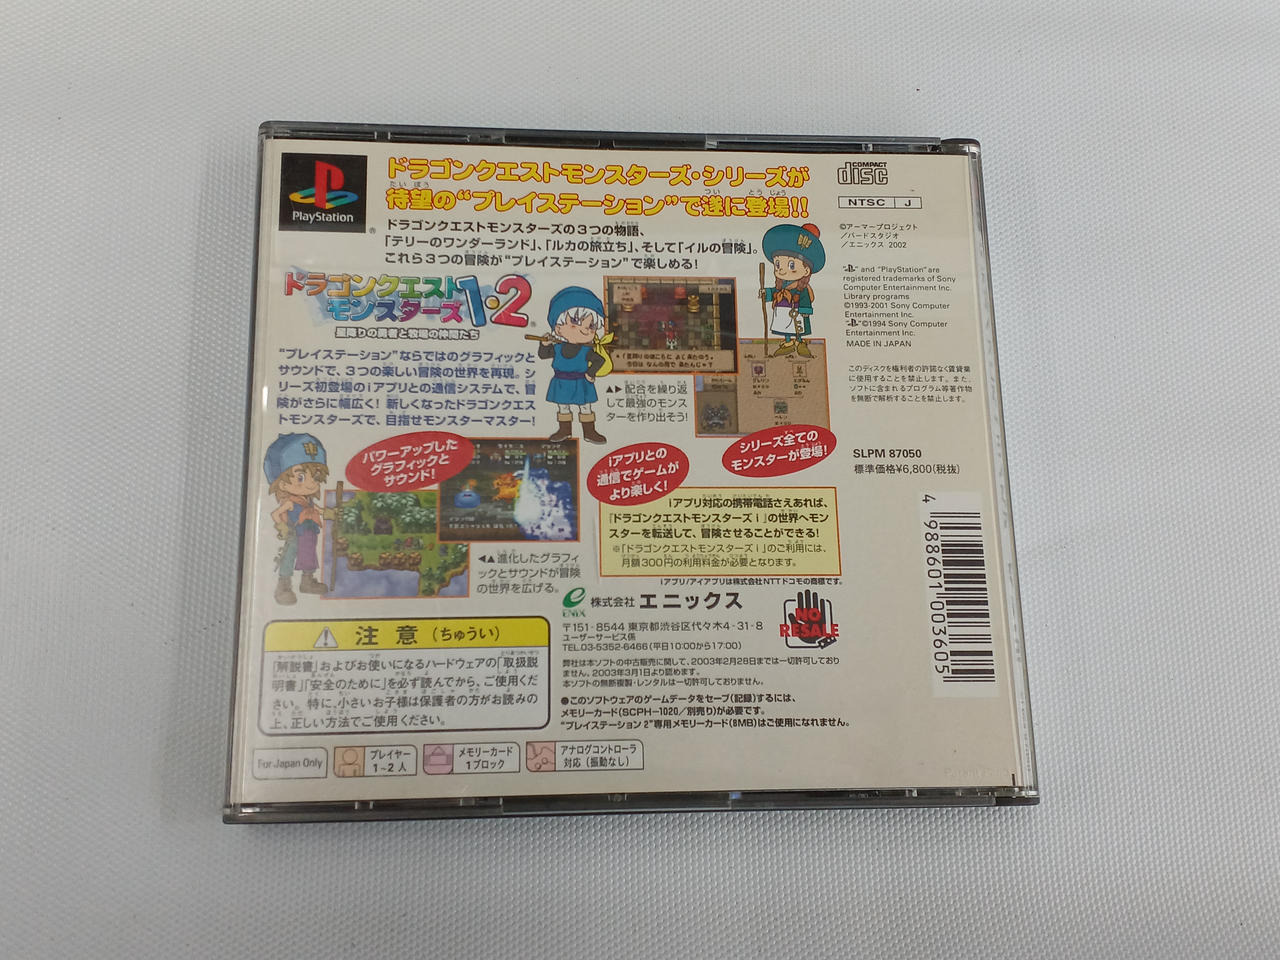 PlayStation
ドラゴンクエストモンスターズ・シリーズが
待望の“プレイステーション”で遂に登場!!
ドラゴンクエストモンスターズの3つの物語、
「テリーのワンダーランド」、「ルカの旅立ち」、そして「イルの冒険」。
これら3つの冒険が“プレイステーション”で楽しめる!
ドラゴンクエスト
モンスターズ1・2
星降りの勇者と牧場の仲間たち
“プレイステーション”ならではのグラフィックと
サウンドで、3つの楽しい冒険の世界を再現。シ
リーズ初登場のiアプリとの通信システムで、冒
険がさらに幅広く! 新しくなったドラゴンクエス
トモンスターズで、目指せモンスターマスター!
▲▶配合を繰り返
して最強のモンス
ターを作り出そう!
パワーアップした
グラフィックと
サウンド!
iアプリとの
通信でゲームが
より楽しく!
シリーズ全ての
モンスターが登場!
◀▲進化したグラフィ
ックとサウンドが冒険
の世界を広げる。
iアプリ対応の携帯電話さえあれば、
『ドラゴンクエストモンスターズi』の世界へモン
スターを転送して、冒険させることができる!
※『ドラゴンクエストモンスターズi』のご利用には、
月額300円の利用料金が必要となります。
iアプリ/アイアプリは株式会社NTTドコモの商標です。
ENIX
株式会社 エニックス
〒151-8544 東京都渋谷区代々木4-31-8
ユーザーサービス係
TEL.03-5352-6466(平日10:00から17:00)
NO
RESALE
弊社は本ソフトの中古販売に関して、2003年2月28日までは一切許可しており
ません、2003年3月1日より認めます。
本ソフトの無断複製・レンタルは一切許可しておりません。
●このソフトウェアのゲームデータをセーブ(記録)するには、
メモリーカード(SCPH-1020/別売り)が必要です。
“プレイステーション2”専用メモリーカード(8MB)はご使用になれません。
注意(ちゅうい)
「解説書」およびお使いになるハードウェアの「取扱説
明書」「安全のために」を必ず読んでから、ご使用くだ
さい。特に、小さいお子様は保護者の方がお読みの
上、正しい方法でご使用ください。
For Japan Only
プレイヤー
1~2人
メモリーカード
1ブロック
アナログコントローラ
対応(振動なし)
COMPACT
disc
NTSC J
©アーマープロジェクト
/バードスタジオ
/エニックス 2002
" " and "PlayStation" are
registered trademarks of Sony
Computer Entertainment Inc.
Library programs
©1993-2001 Sony Computer
Entertainment Inc.
" "©1994 Sony Computer
Entertainment Inc.
MADE IN JAPAN
このディスクを権利者の許諾なく賃貸業
に使用することを禁止します。また、
ソフトに含まれるプログラム等著作物
を無断で解析することを禁止します。
SLPM 87050
標準価格¥6,800(税抜)
4 988601 003605